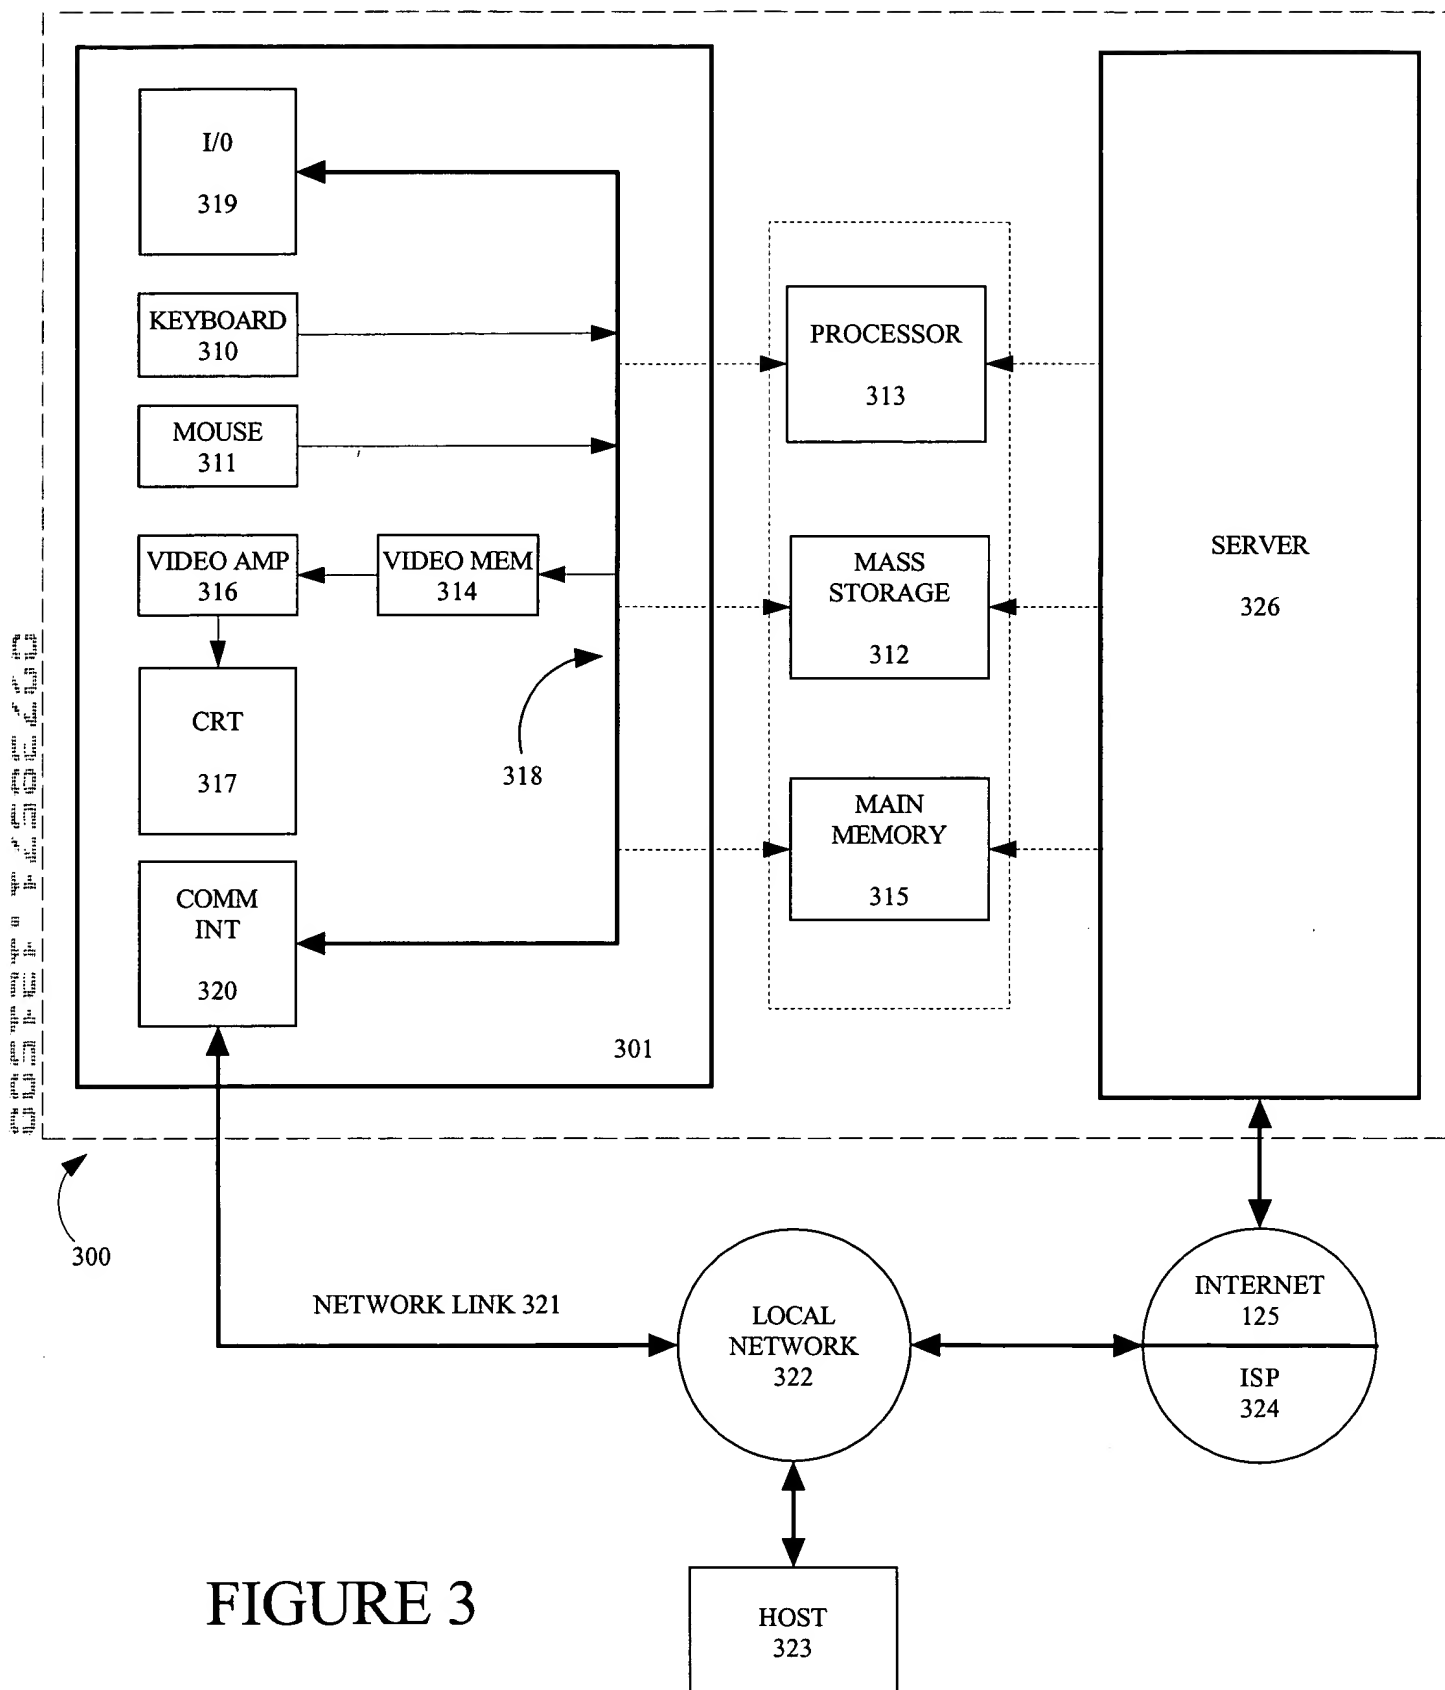 I/0
319
KEYBOARD
310
MOUSE
311
VIDEO AMP
316
VIDEO MEM
314
CRT
317
318
COMM
INT
320
301
PROCESSOR
313
MASS
STORAGE
312
MAIN
MEMORY
315
SERVER
326
300
NETWORK LINK 321
LOCAL
NETWORK
322
INTERNET
125
ISP
324
HOST
323
FIGURE 3